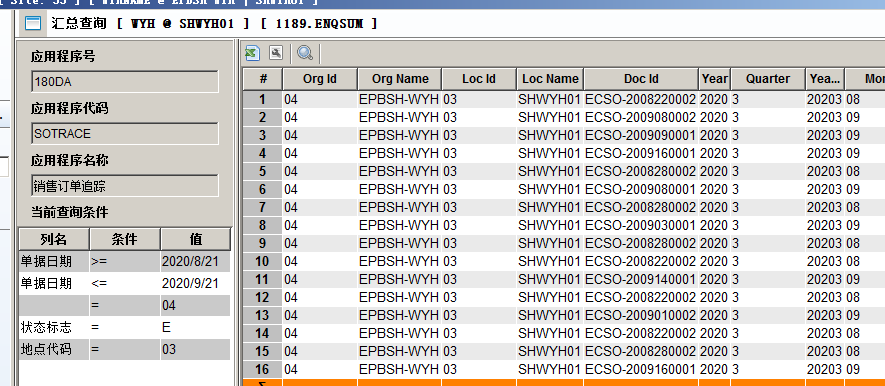 汇总查询 [ WYH @ SHWYH01 ] [ 1189.ENQSUM ]
应用程序号
180DA
应用程序代码
SOTRACE
应用程序名称
销售订单追踪
当前查询条件
列名 条件 值
单据日期 >= 2020/8/21
单据日期 <= 2020/9/21
= 04
状态标志 = E
地点代码 = 03
# Org Id Org Name Loc Id Loc Name Doc Id Year Quarter Yea... Mon
1 04 EPBSH-WYH 03 SHWYH01 ECSO-2008220002 2020 3 20203 08
2 04 EPBSH-WYH 03 SHWYH01 ECSO-2009080002 2020 3 20203 09
3 04 EPBSH-WYH 03 SHWYH01 ECSO-2009090001 2020 3 20203 09
4 04 EPBSH-WYH 03 SHWYH01 ECSO-2009160001 2020 3 20203 09
5 04 EPBSH-WYH 03 SHWYH01 ECSO-2008280002 2020 3 20203 08
6 04 EPBSH-WYH 03 SHWYH01 ECSO-2009080001 2020 3 20203 09
7 04 EPBSH-WYH 03 SHWYH01 ECSO-2008280002 2020 3 20203 08
8 04 EPBSH-WYH 03 SHWYH01 ECSO-2009030001 2020 3 20203 09
9 04 EPBSH-WYH 03 SHWYH01 ECSO-2008280002 2020 3 20203 08
10 04 EPBSH-WYH 03 SHWYH01 ECSO-2008280002 2020 3 20203 08
11 04 EPBSH-WYH 03 SHWYH01 ECSO-2009140001 2020 3 20203 09
12 04 EPBSH-WYH 03 SHWYH01 ECSO-2008220002 2020 3 20203 08
13 04 EPBSH-WYH 03 SHWYH01 ECSO-2009010002 2020 3 20203 09
14 04 EPBSH-WYH 03 SHWYH01 ECSO-2008220002 2020 3 20203 08
15 04 EPBSH-WYH 03 SHWYH01 ECSO-2008280002 2020 3 20203 08
16 04 EPBSH-WYH 03 SHWYH01 ECSO-2009160001 2020 3 20203 09